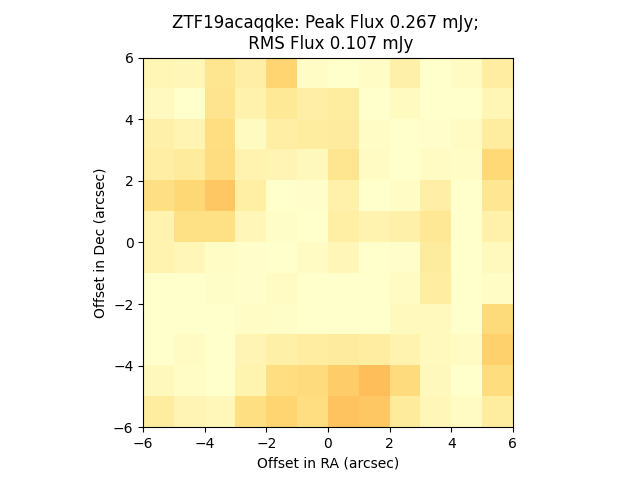 ZTF19acaqqke: Peak Flux 0.267 mJy;
RMS Flux 0.107 mJy
6
4
2
0
−2
−4
−6
Offset in Dec (arcsec)
−6 −4 −2 0 2 4 6
Offset in RA (arcsec)